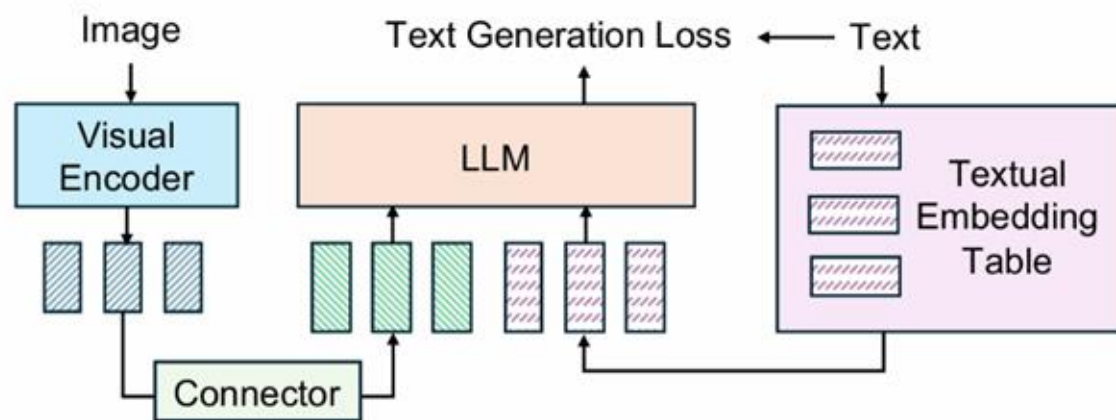 Image
Text Generation Loss
Text
Visual
Encoder
LLM
Textual
Embedding
Table
Connector